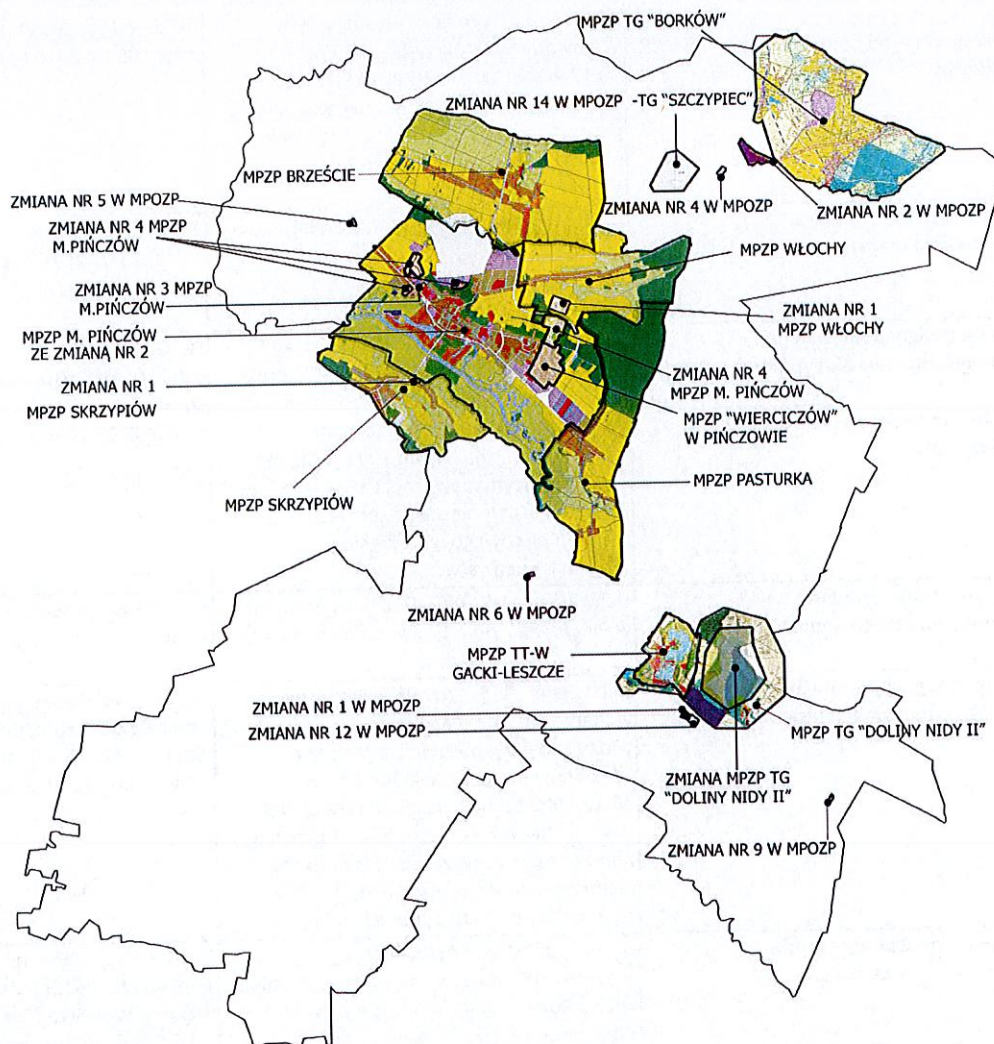 MPZP TG "BORKÓW"
ZMIANA NR 14 W MPOZP -TG "SZCZYPIEC"
MPZP BRZEŚCIE
ZMIANA NR 5 W MPOZP
ZMIANA NR 4 W MPOZP
ZMIANA NR 2 W MPOZP
ZMIANA NR 4 MPZP
M.PIŃCZÓW
MPZP WŁOCHY
ZMIANA NR 3 MPZP
M.PIŃCZÓW
ZMIANA NR 1
MPZP WŁOCHY
MPZP M. PIŃCZÓW
ZE ZMIANĄ NR 2
ZMIANA NR 4
MPZP M. PIŃCZÓW
ZMIANA NR 1
MPZP SKRZYPIÓW
MPZP "WIERCICZÓW"
W PIŃCZOWIE
MPZP PASTURKA
MPZP SKRZYPIÓW
ZMIANA NR 6 W MPOZP
MPZP TT-W
GACKI-LESZCZE
ZMIANA NR 1 W MPOZP
ZMIANA NR 12 W MPOZP
MPZP TG "DOLINY NIDY II"
ZMIANA MPZP TG
"DOLINY NIDY II"
ZMIANA NR 9 W MPOZP